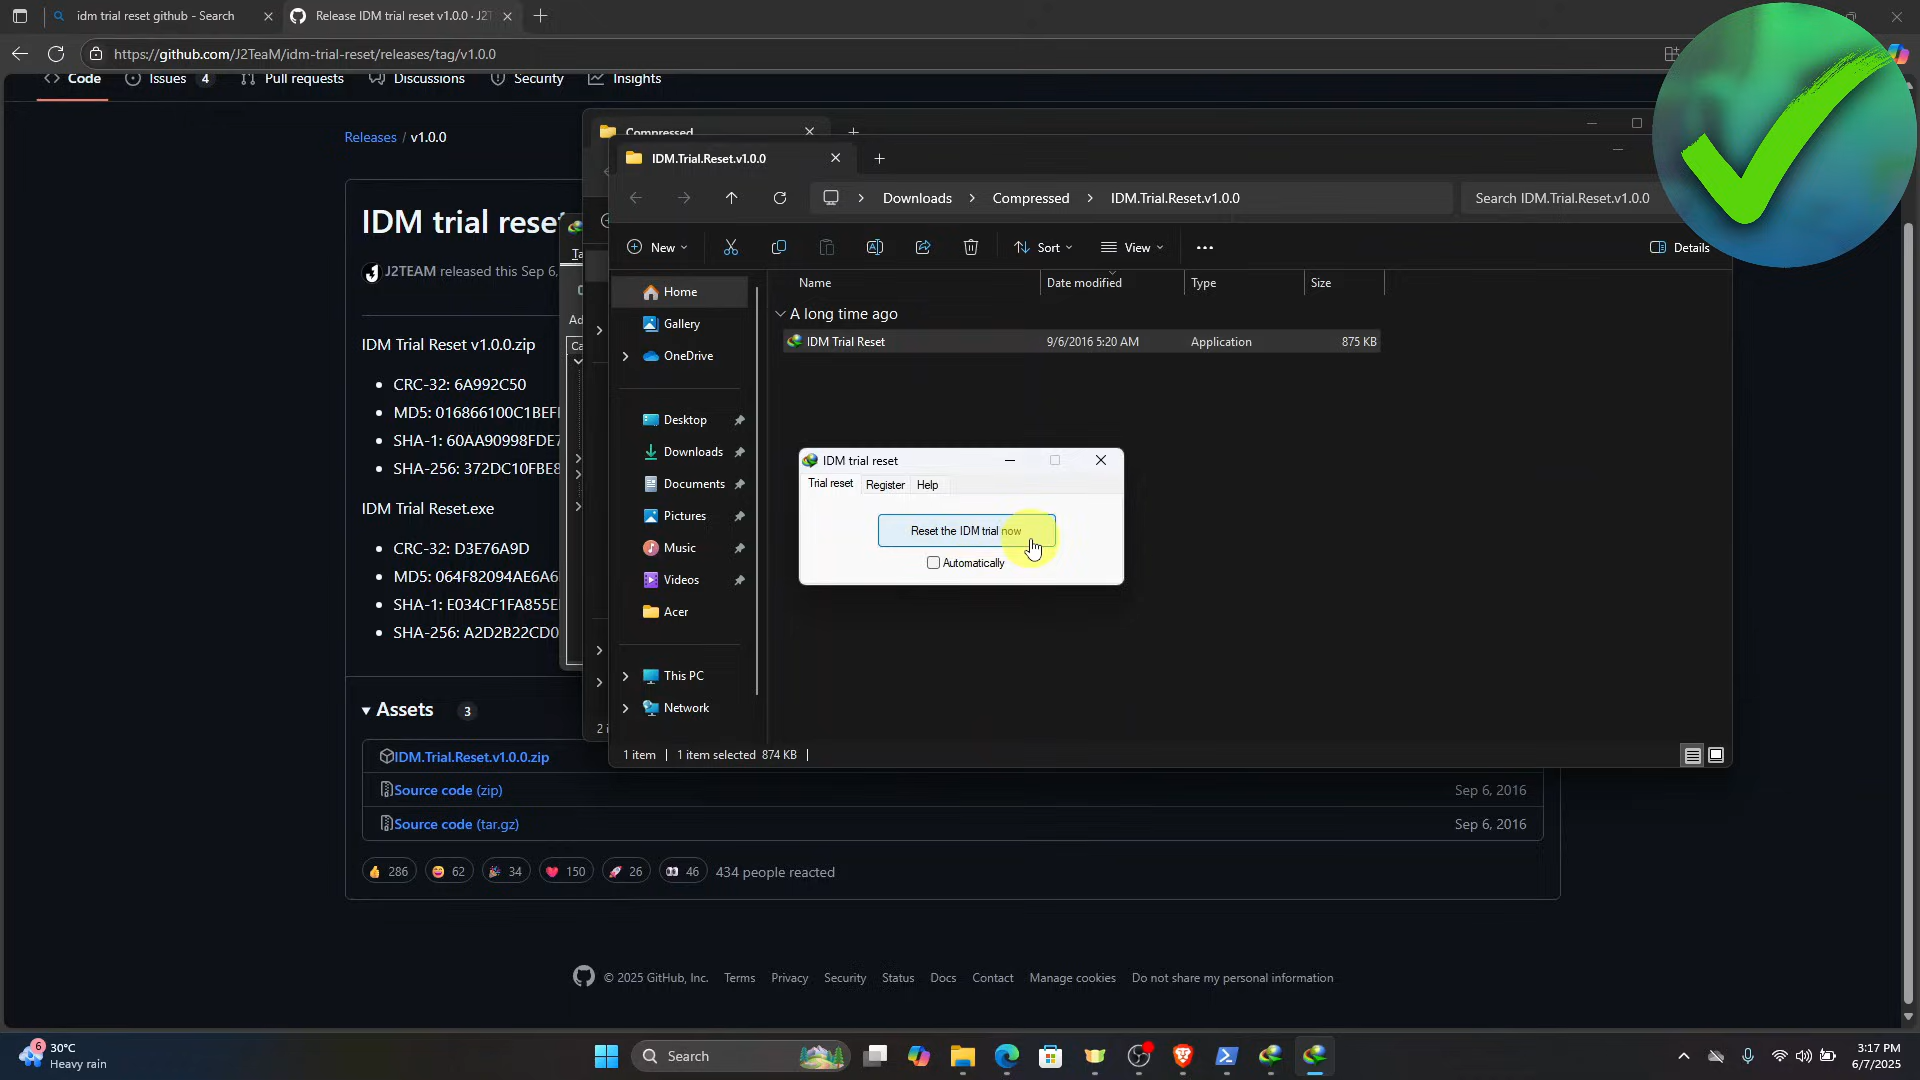 idm trial reset github - Search
Release IDM trial reset v1.0.0 · J2T
https://github.com/J2TeaM/idm-trial-reset/releases/tag/v1.0.0
Code
Issues 4
Pull requests
Discussions
Security
Insights
Releases / v1.0.0
IDM trial rese
J2TEAM released this Sep 6,
IDM Trial Reset v1.0.0.zip
• CRC-32: 6A992C50
• MD5: 016866100C1BEF
• SHA-1: 60AA90998FDE7
• SHA-256: 372DC10FBE8
IDM Trial Reset.exe
• CRC-32: D3E76A9D
• MD5: 064F82094AE6A6
• SHA-1: E034CF1FA855E
• SHA-256: A2D2B22CD0
Assets 3
IDM.Trial.Reset.v1.0.0.zip
Source code (zip)
Sep 6, 2016
Source code (tar.gz)
Sep 6, 2016
286
62
34
150
26
46
434 people reacted
© 2025 GitHub, Inc.
Terms
Privacy
Security
Status
Docs
Contact
Manage cookies
Do not share my personal information
Compressed
Ta
Ad
Ca
2 i
IDM.Trial.Reset.v1.0.0
Downloads > Compressed > IDM.Trial.Reset.v1.0.0
Search IDM.Trial.Reset.v1.0.0
New
Sort
View
Details
Home
Gallery
OneDrive
Desktop
Downloads
Documents
Pictures
Music
Videos
Acer
This PC
Network
Name
Date modified
Type
Size
A long time ago
IDM Trial Reset
9/6/2016 5:20 AM
Application
875 KB
1 item
1 item selected 874 KB
IDM trial reset
Trial reset
Register
Help
Reset the IDM trial now
Automatically
6
30°C
Heavy rain
Search
3:17 PM
6/7/2025